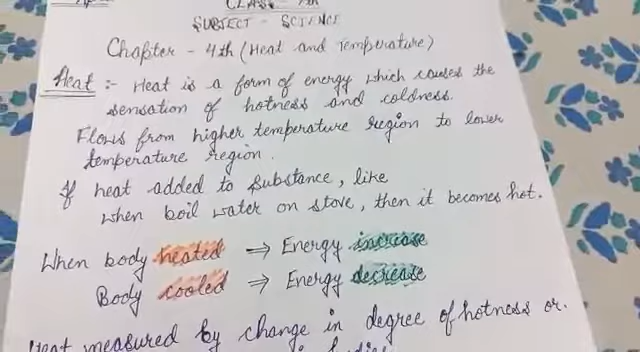 CLASS - 7th
SUBJECT - SCIENCE
Chapter - 4th (Heat and Temperature)
Heat :- Heat is a form of energy which causes the
sensation of hotness and coldness.
Flows from higher temperature region to lower
temperature region.
If heat added to substance, like
when boil water on stove, then it becomes hot.
When body heated ⇒ Energy increase
Body cooled ⇒ Energy decrease
Heat measured by change in degree of hotness or.